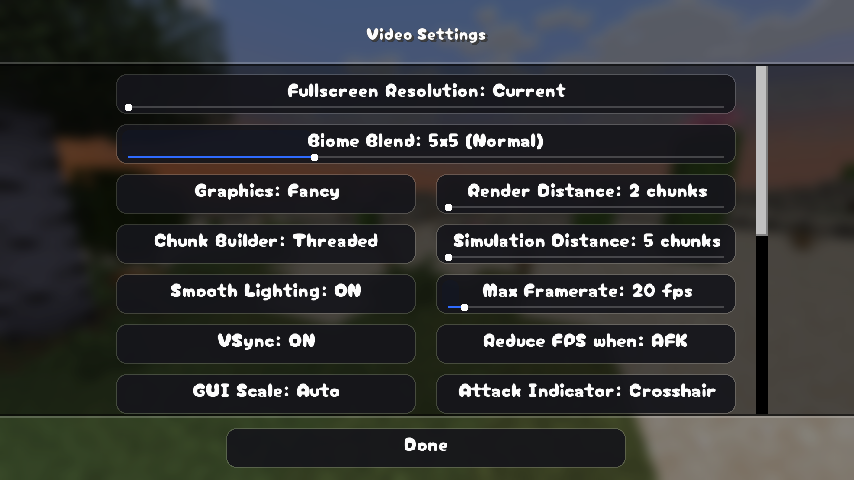 Video Settings
Fullscreen Resolution: Current
Biome Blend: 5x5 (Normal)
Graphics: Fancy
Render Distance: 2 chunks
Chunk Builder: Threaded
Simulation Distance: 5 chunks
Smooth Lighting: ON
Max Framerate: 20 fps
VSync: ON
Reduce FPS when: AFK
GUI Scale: Auto
Attack Indicator: Crosshair
Done